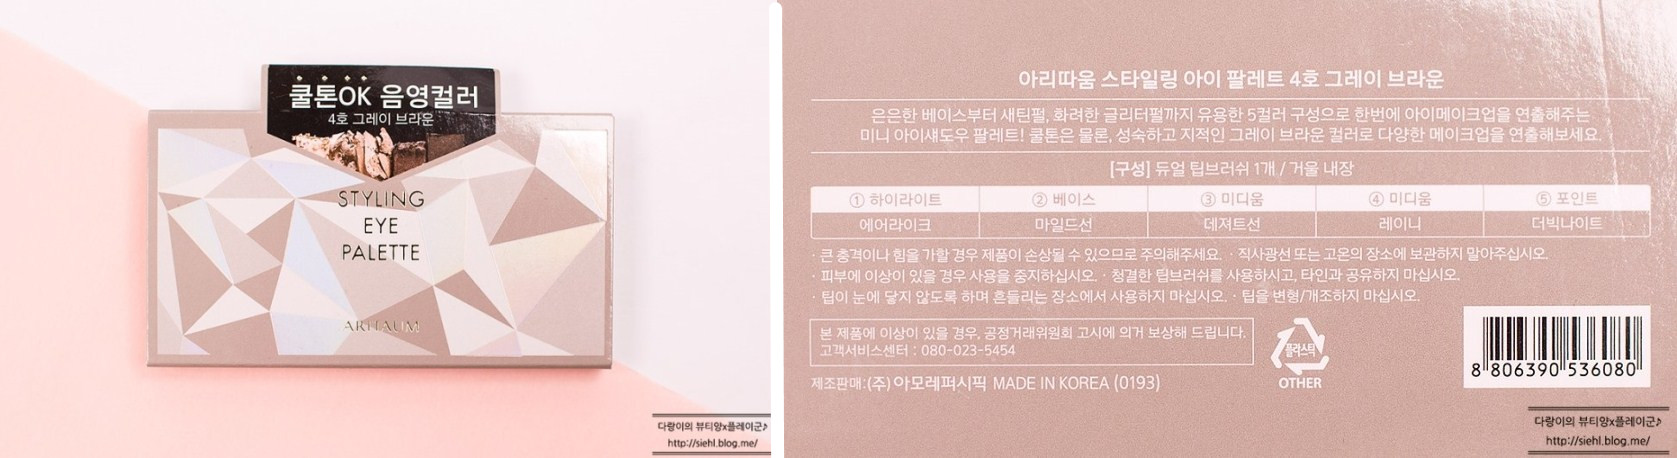 쿨톤OK 음영컬러
4호 그레이 브라운
STYLING
EYE
PALETTE
ARITAUM
다랑이의 뷰티양x플레이군♪
http://siehl.blog.me/
아리따움 스타일링 아이 팔레트 4호 그레이 브라운
은은한 베이스부터 새틴펄, 화려한 글리터펄까지 유용한 5컬러 구성으로 한번에 아이메이크업을 연출해주는
미니 아이섀도우 팔레트! 쿨톤은 물론, 성숙하고 지적인 그레이 브라운 컬러로 다양한 메이크업을 연출해보세요.
[구성] 듀얼 팁브러쉬 1개 / 거울 내장
① 하이라이트 ② 베이스 ③ 미디움 ④ 미디움 ⑤ 포인트
에어라이크 마일드선 데져트선 레이니 더빅나이트
· 큰 충격이나 힘을 가할 경우 제품이 손상될 수 있으므로 주의해주세요. · 직사광선 또는 고온의 장소에 보관하지 말아주십시오.
· 피부에 이상이 있을 경우 사용을 중지하십시오. · 청결한 팁브러쉬를 사용하시고, 타인과 공유하지 마십시오.
· 팁이 눈에 닿지 않도록 하며 흔들리는 장소에서 사용하지 마십시오. · 팁을 변형/개조하지 마십시오.
본 제품에 이상이 있을 경우, 공정거래위원회 고시에 의거 보상해 드립니다.
고객서비스센터 : 080-023-5454
플라스틱
OTHER
제조판매:(주)아모레퍼시픽 MADE IN KOREA (0193)
8 806390 536080
다랑이의 뷰티양x플레이군♪
http://siehl.blog.me/